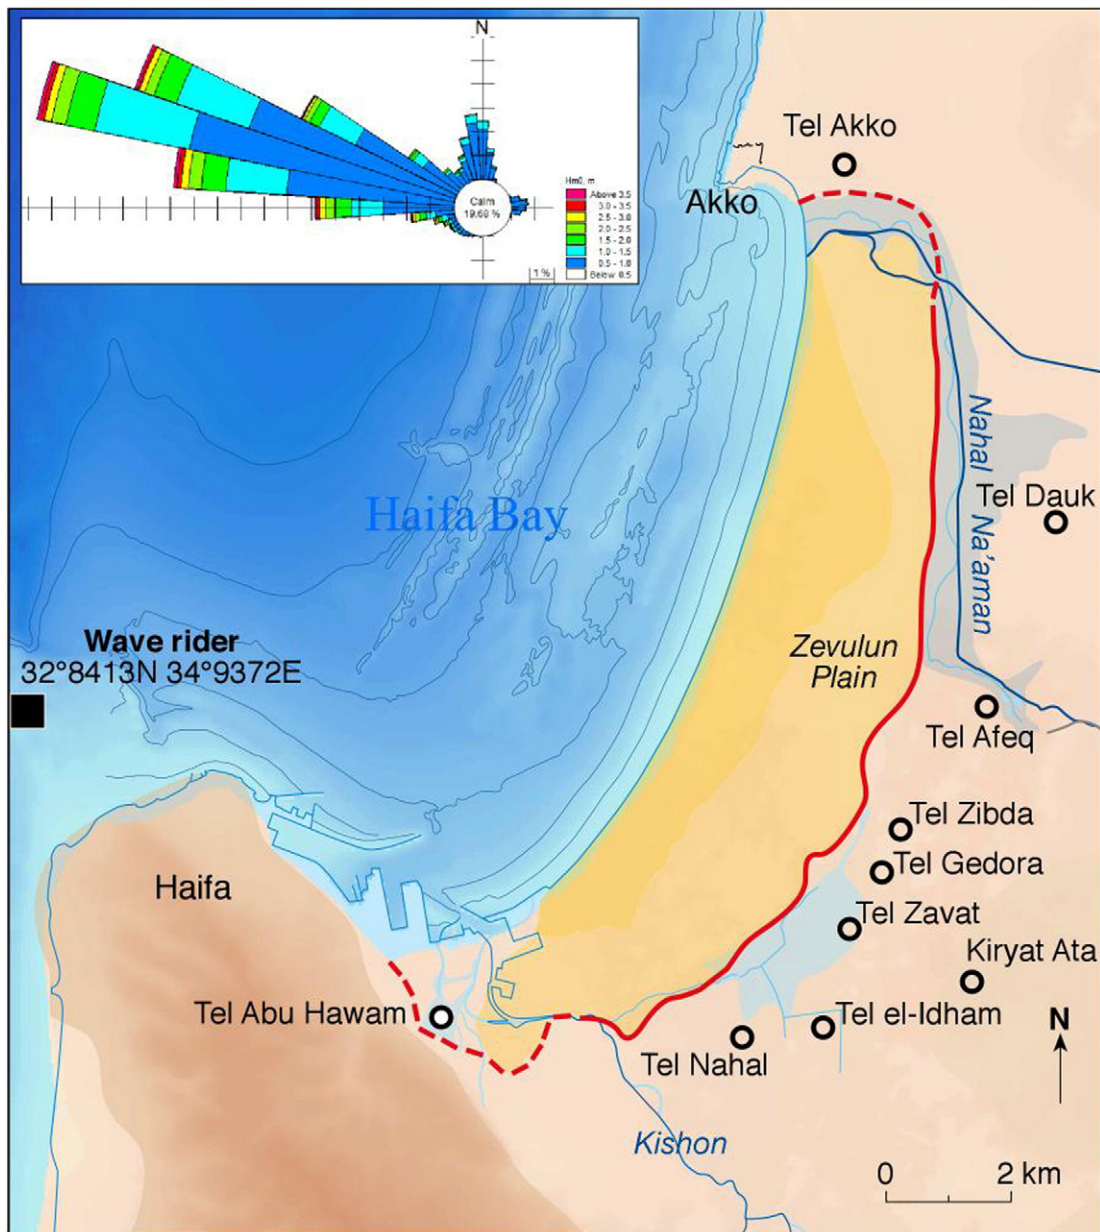 N
Calm
19.68 %
Hm0, m
Above 3.5
3.0 - 3.5
2.5 - 3.0
2.0 - 2.5
1.5 - 2.0
1.0 - 1.5
0.5 - 1.0
Below 0.5
1 %
Tel Akko
Akko
Nahal Na'aman
Tel Dauk
Haifa Bay
Wave rider
32°8413N 34°9372E
Zevulun
Plain
Tel Afeq
Tel Zibda
Tel Gedora
Haifa
Tel Zavat
Kiryat Ata
Tel Abu Hawam
Tel el-Idham
N
Tel Nahal
Kishon
0 2 km